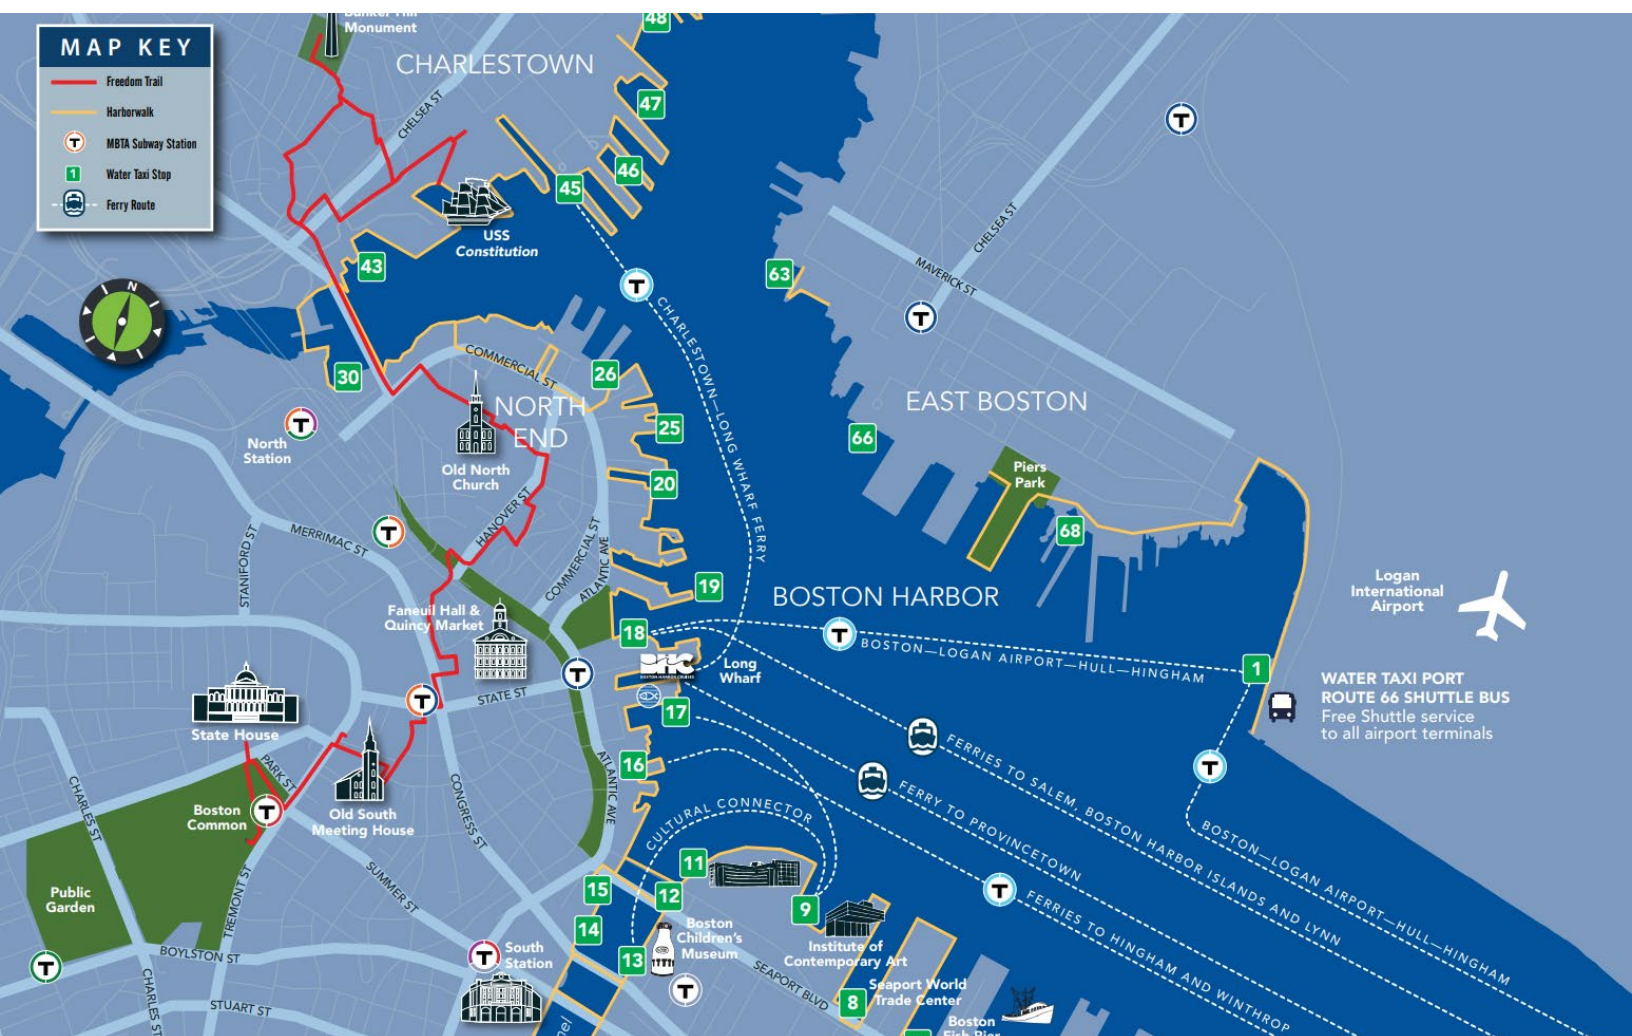 Bunker Hill
Monument
48
MAP KEY
Freedom Trail
Harborwalk
T
MBTA Subway Station
1
Water Taxi Stop
Ferry Route
CHARLESTOWN
CHELSEA ST
47
46
45
T
USS
Constitution
43
N
63
CHELSEA ST
MAVERICK ST
T
T
CHARLESTOWN—LONG WHARF FERRY
30
COMMERCIAL ST
26
NORTH
END
EAST BOSTON
T
North
Station
25
66
Old North
Church
20
Piers
Park
HANOVER ST
MERRIMAC ST
T
STANIFORD ST
COMMERCIAL ST
ATLANTIC AVE
68
19
BOSTON HARBOR
Logan
International
Airport
Faneuil Hall &
Quincy Market
18
T
BOSTON—LOGAN AIRPORT—HULL—HINGHAM
1
BHC
BOSTON HARBOR CRUISES
Long
Wharf
T
STATE ST
T
17
WATER TAXI PORT
ROUTE 66 SHUTTLE BUS
Free Shuttle service
to all airport terminals
State House
PARK ST
16
ATLANTIC AVE
FERRIES TO SALEM, BOSTON HARBOR ISLANDS AND LYNN
FERRY TO PROVINCETOWN
T
BOSTON—LOGAN AIRPORT—HULL—HINGHAM
CHARLES ST
Boston
Common
T
Old South
Meeting House
CONGRESS ST
CULTURAL CONNECTOR
11
15
12
9
T
FERRIES TO HINGHAM AND WINTHROP
Public
Garden
SUMMER ST
TREMONT ST
14
Boston
Children's
Museum
Institute of
Contemporary Art
T
BOYLSTON ST
T
South
Station
13
T
SEAPORT BLVD
Seaport World
Trade Center
8
CHARLES ST
STUART ST
Boston
Fish Pier